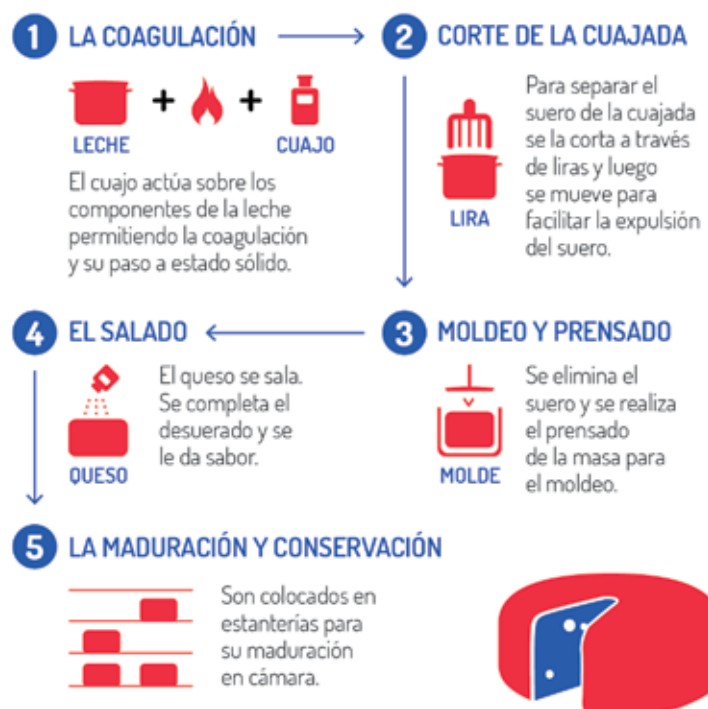 1 LA COAGULACIÓN
LECHE + + CUAJO
El cuajo actúa sobre los
componentes de la leche
permitiendo la coagulación
y su paso a estado sólido.
2 CORTE DE LA CUAJADA
LIRA
Para separar el
suero de la cuajada
se la corta a través
de liras y luego
se mueve para
facilitar la expulsión
del suero.
3 MOLDEO Y PRENSADO
MOLDE
Se elimina el
suero y se realiza
el prensado
de la masa para
el moldeo.
4 EL SALADO
QUESO
El queso se sala.
Se completa el
desuerado y se
le da sabor.
5 LA MADURACIÓN Y CONSERVACIÓN
Son colocados en
estanterías para
su maduración
en cámara.